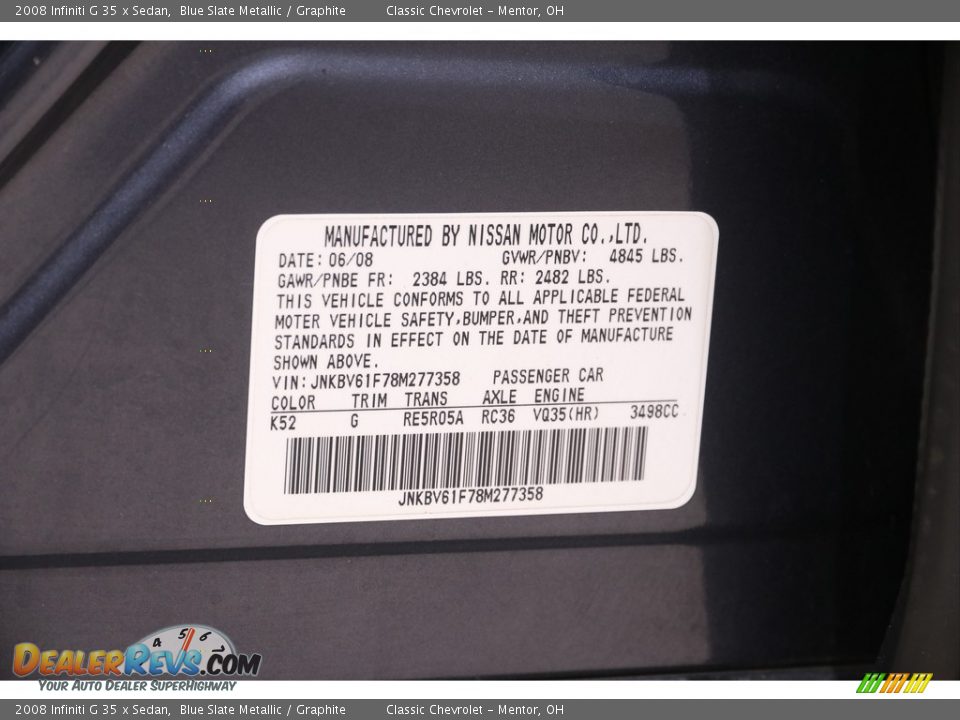 2008 Infiniti G 35 x Sedan, Blue Slate Metallic / Graphite Classic Chevrolet - Mentor, OH
MANUFACTURED BY NISSAN MOTOR CO.,LTD.
DATE: 06/08 GVWR/PNBV: 4845 LBS.
GAWR/PNBE FR: 2384 LBS. RR: 2482 LBS.
THIS VEHICLE CONFORMS TO ALL APPLICABLE FEDERAL
MOTER VEHICLE SAFETY,BUMPER,AND THEFT PREVENTION
STANDARDS IN EFFECT ON THE DATE OF MANUFACTURE
SHOWN ABOVE.
VIN:JNKBV61F78M277358 PASSENGER CAR
COLOR TRIM TRANS AXLE ENGINE
K52 G RE5R05A RC36 VQ35(HR) 3498CC
JNKBV61F78M277358
4 5 6
DEALERREVS.COM
YOUR AUTO DEALER SUPERHIGHWAY
2008 Infiniti G 35 x Sedan, Blue Slate Metallic / Graphite Classic Chevrolet - Mentor, OH